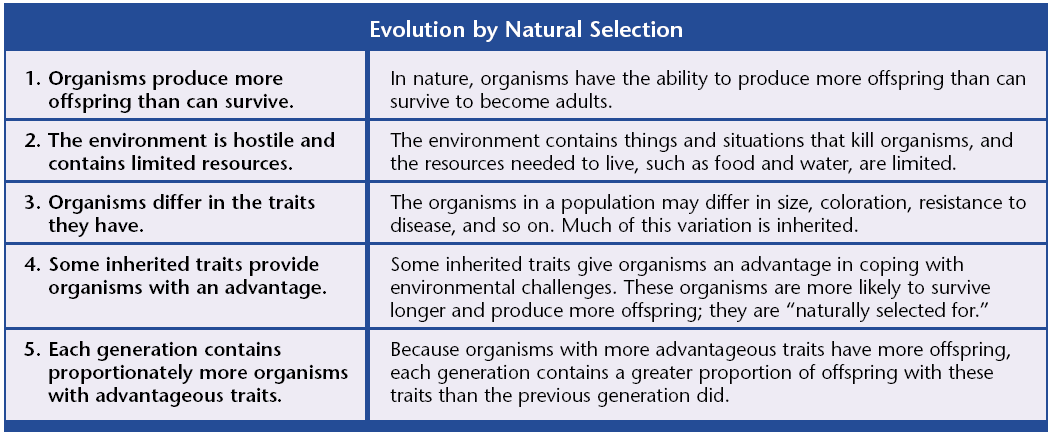 Evolution by Natural Selection
1. Organisms produce more
offspring than can survive.
In nature, organisms have the ability to produce more offspring than can
survive to become adults.
2. The environment is hostile and
contains limited resources.
The environment contains things and situations that kill organisms, and
the resources needed to live, such as food and water, are limited.
3. Organisms differ in the traits
they have.
The organisms in a population may differ in size, coloration, resistance to
disease, and so on. Much of this variation is inherited.
4. Some inherited traits provide
organisms with an advantage.
Some inherited traits give organisms an advantage in coping with
environmental challenges. These organisms are more likely to survive
longer and produce more offspring; they are “naturally selected for.”
5. Each generation contains
proportionately more organisms
with advantageous traits.
Because organisms with more advantageous traits have more offspring,
each generation contains a greater proportion of offspring with these
traits than the previous generation did.